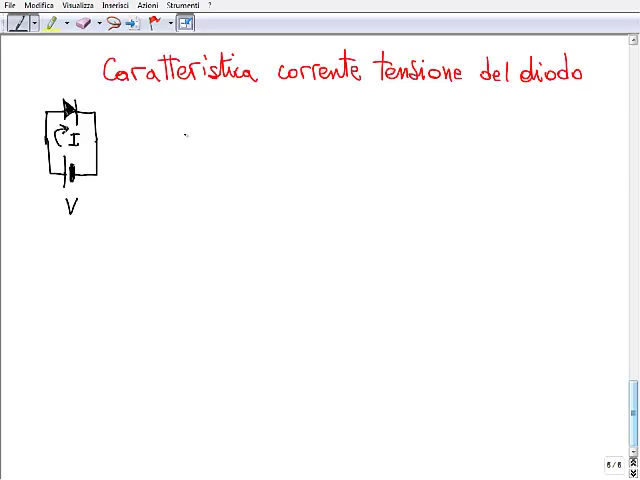 File Modifica Visualizza Inserisci Azioni Strumenti ?
Caratteristica corrente tensione del diodo
I
V
6 / 6